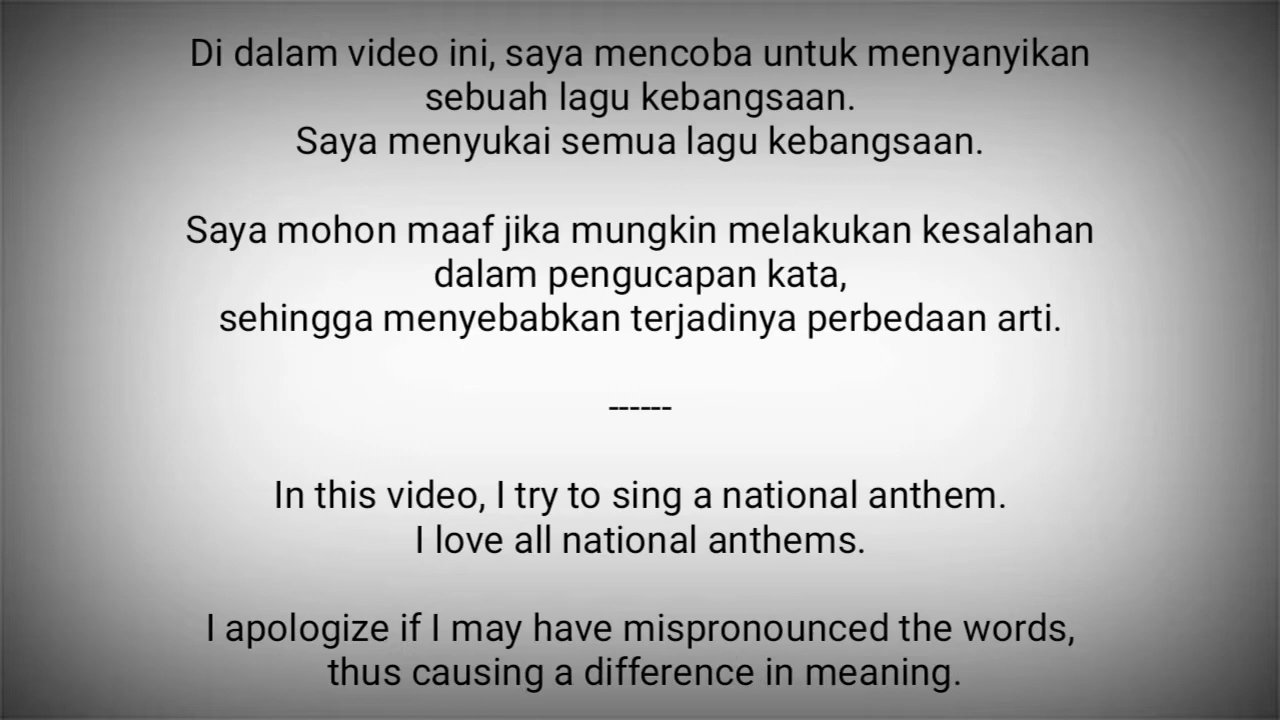 Di dalam video ini, saya mencoba untuk menyanyikan
sebuah lagu kebangsaan.
Saya menyukai semua lagu kebangsaan.
Saya mohon maaf jika mungkin melakukan kesalahan
dalam pengucapan kata,
sehingga menyebabkan terjadinya perbedaan arti.
------
In this video, I try to sing a national anthem.
I love all national anthems.
I apologize if I may have mispronounced the words,
thus causing a difference in meaning.